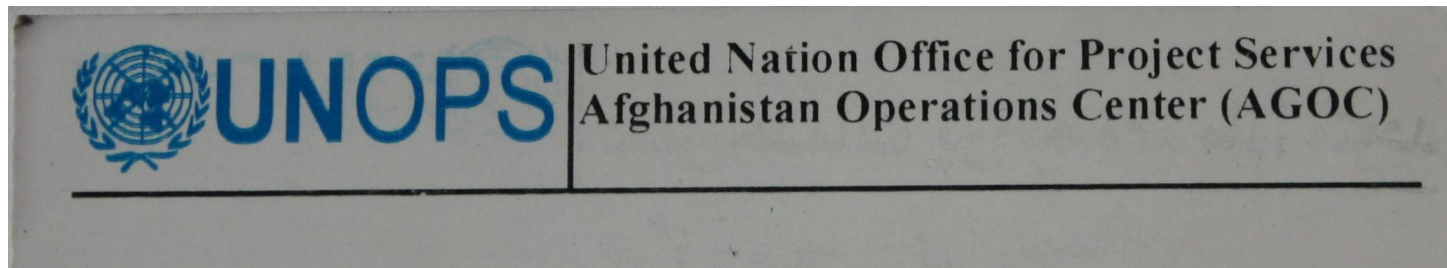 UNOPS
United Nation Office for Project Services
Afghanistan Operations Center (AGOC)